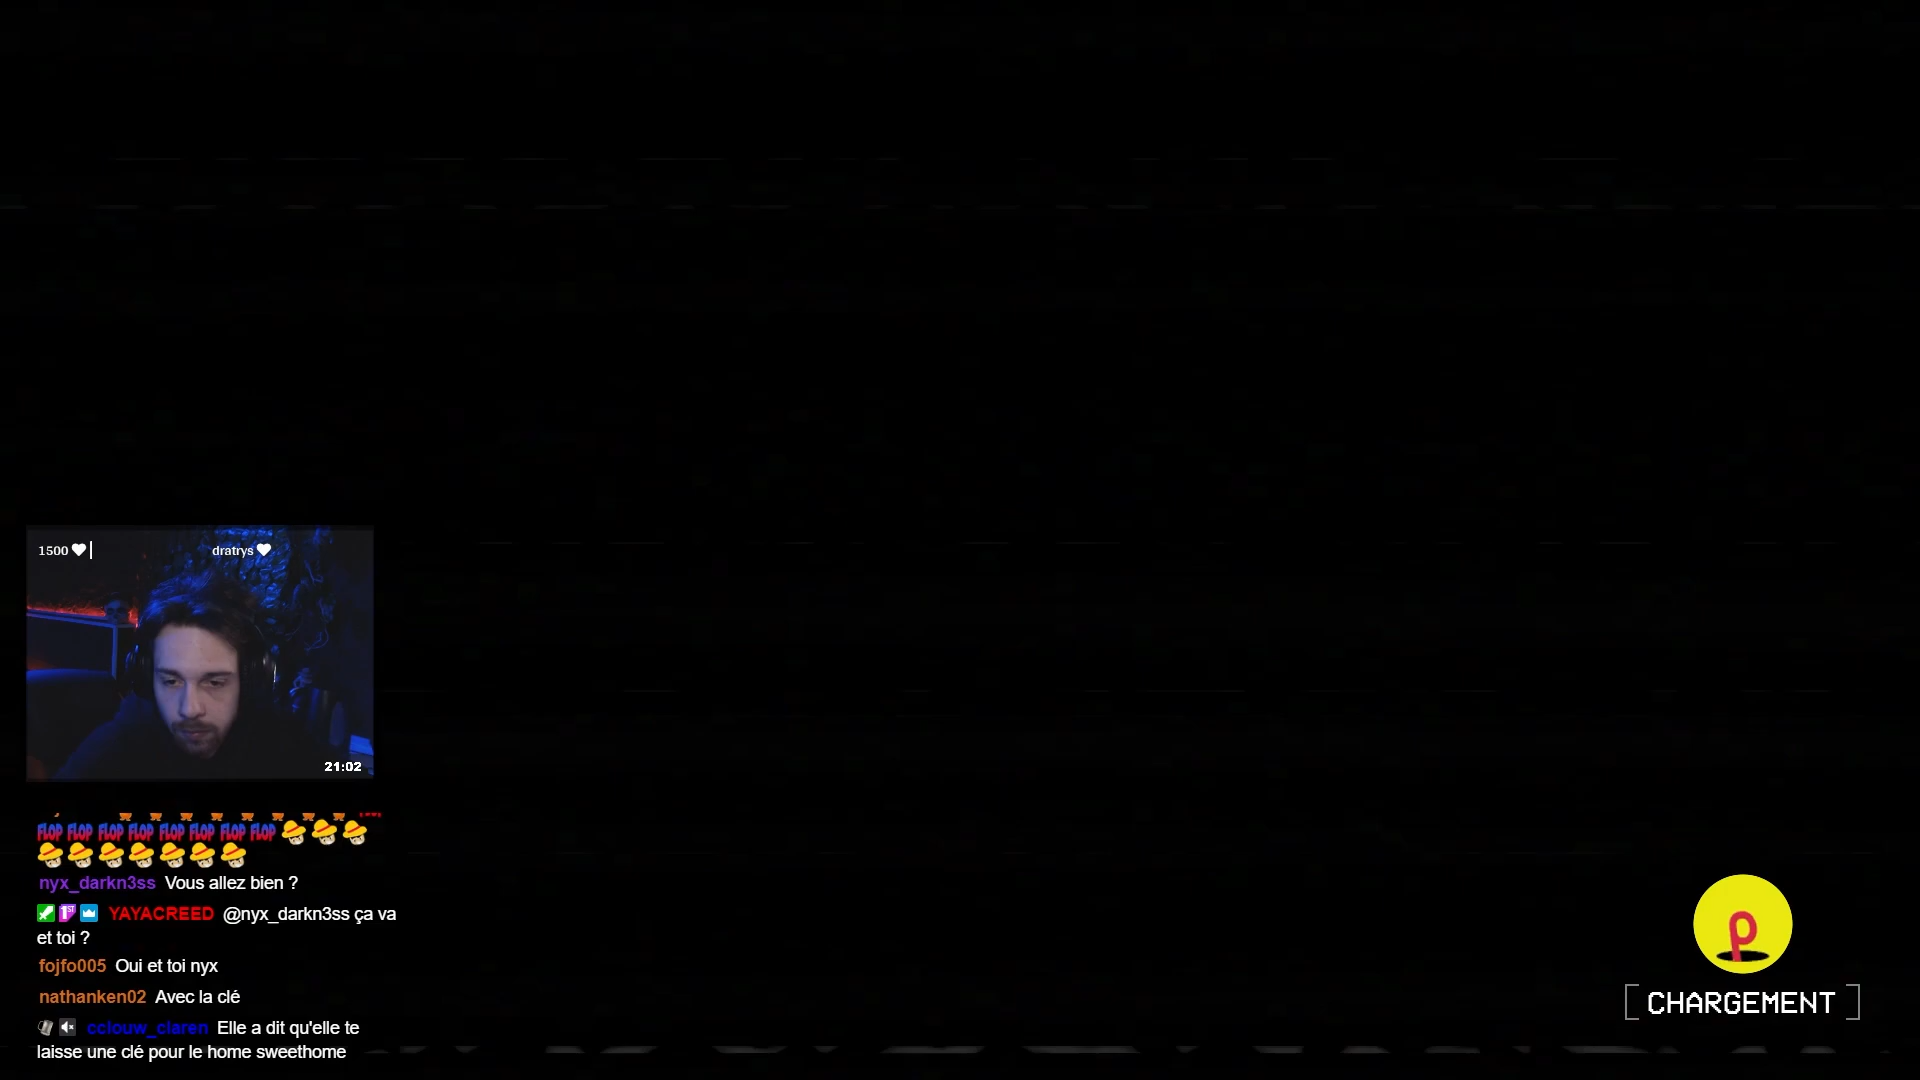 1500
dratrys
21:02
FLOP FLOP FLOP FLOP FLOP FLOP FLOP FLOP
nyx_darkn3ss Vous allez bien ?
1ST YAYACREED @nyx_darkn3ss ça va
et toi ?
fojfo005 Oui et toi nyx
nathanken02 Avec la clé
cclouw_claren Elle a dit qu'elle te
laisse une clé pour le home sweethome
p
[ CHARGEMENT ]